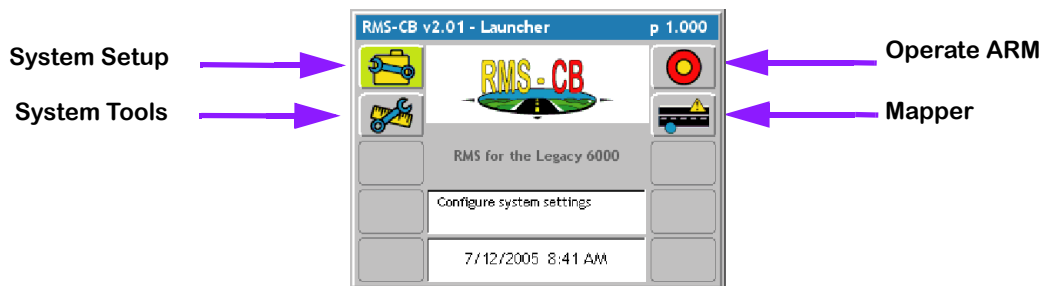 RMS-CB v2.01 - Launcher p 1.000
System Setup
Operate ARM
RMS - CB
System Tools
Mapper
RMS for the Legacy 6000
Configure system settings
7/12/2005 8:41 AM